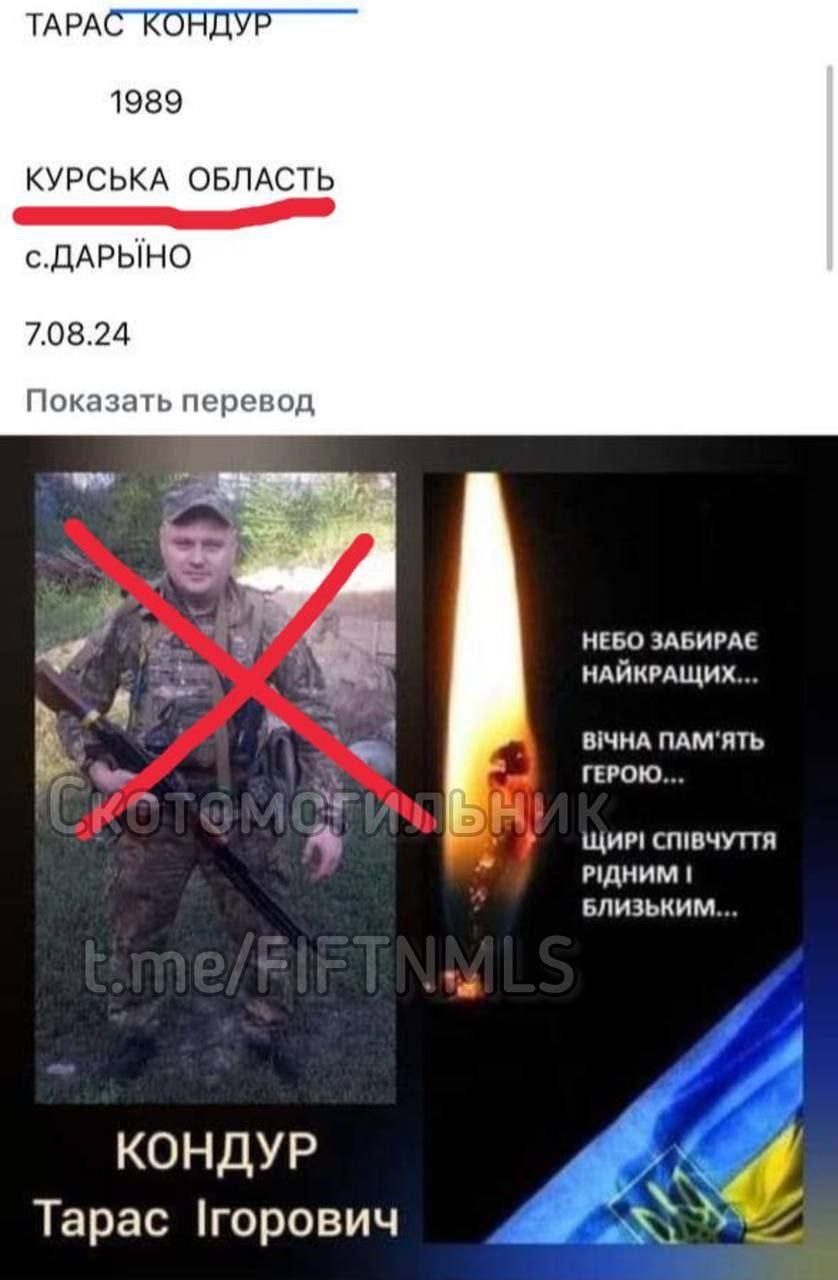 ТАРАС КОНДУР
1989
КУРСЬКА ОБЛАСТЬ
с.ДАРЬЇНО
7.08.24
Показать перевод
НЕБО ЗАБИРАЄ
НАЙКРАЩИХ...
ВІЧНА ПАМ'ЯТЬ
ГЕРОЮ...
ЩИРІ СПІВЧУТТЯ
РІДНИМ І
БЛИЗЬКИМ...
Скотомогильник
t.me/FIFTNMLS
КОНДУР
Тарас Ігорович